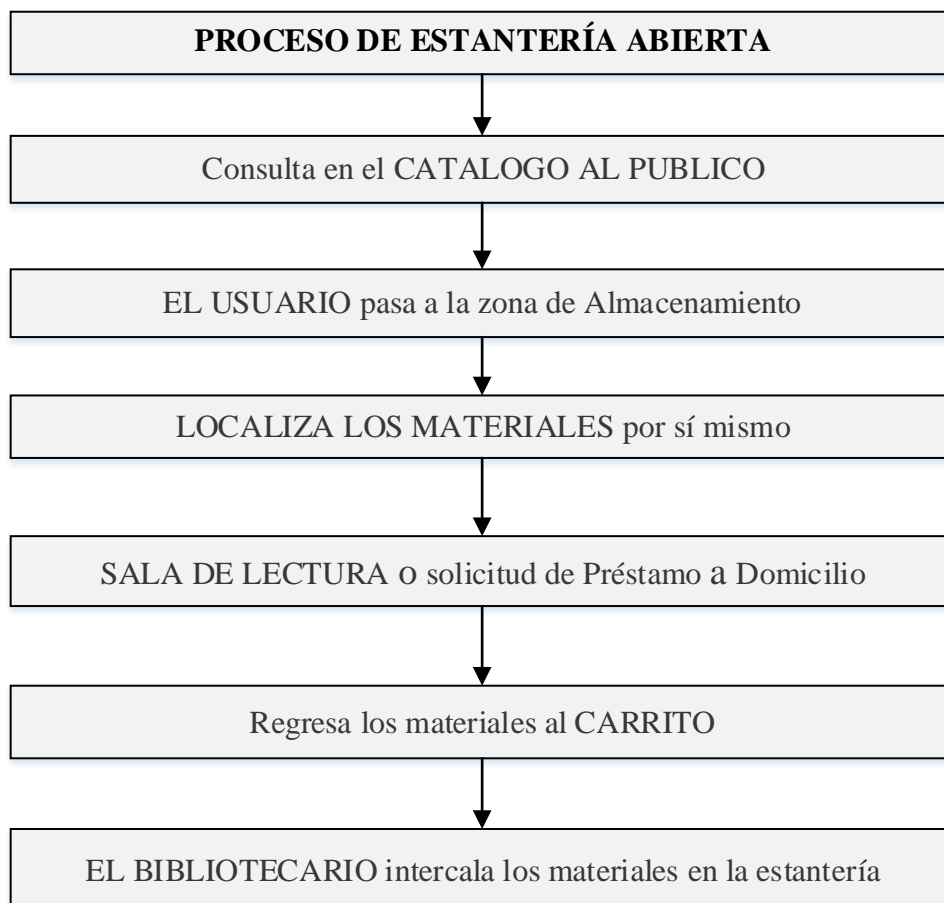 PROCESO DE ESTANTERÍA ABIERTA
Consulta en el CATALOGO AL PUBLICO
EL USUARIO pasa a la zona de Almacenamiento
LOCALIZA LOS MATERIALES por sí mismo
SALA DE LECTURA o solicitud de Préstamo a Domicilio
Regresa los materiales al CARRITO
EL BIBLIOTECARIO intercala los materiales en la estantería